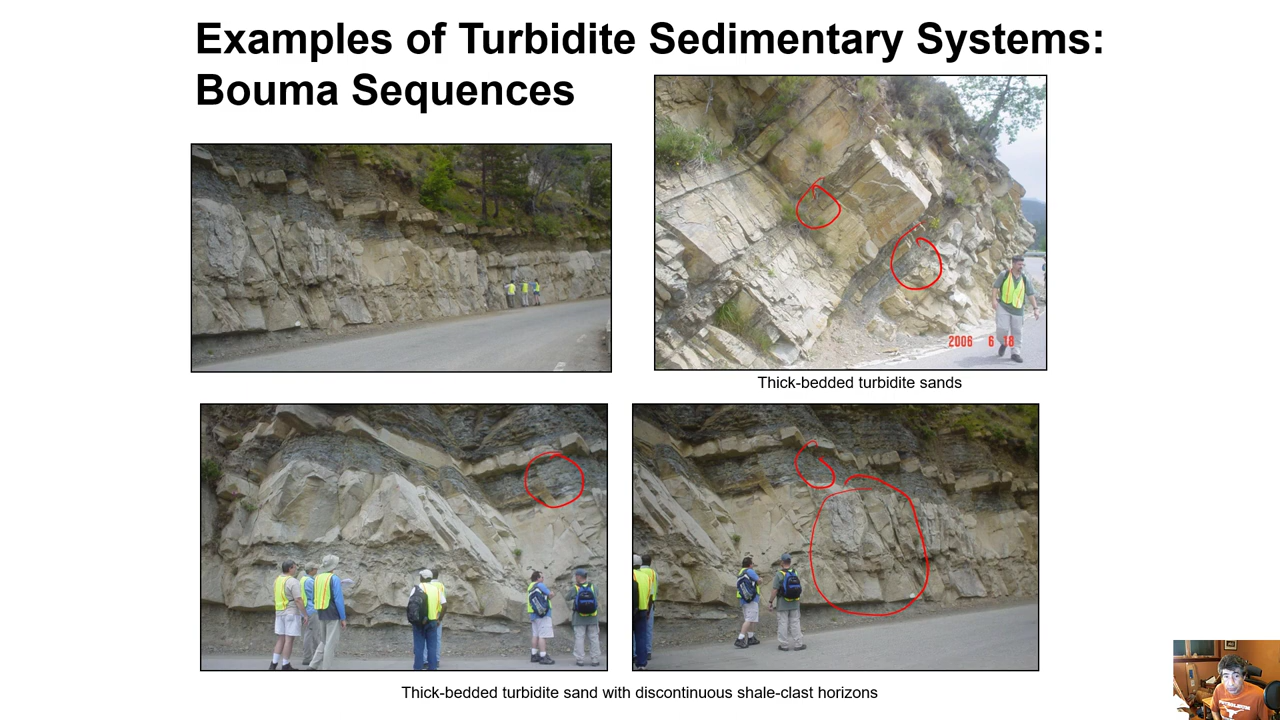 Examples of Turbidite Sedimentary Systems:
Bouma Sequences
2006 6 18
Thick-bedded turbidite sands
Thick-bedded turbidite sand with discontinuous shale-clast horizons